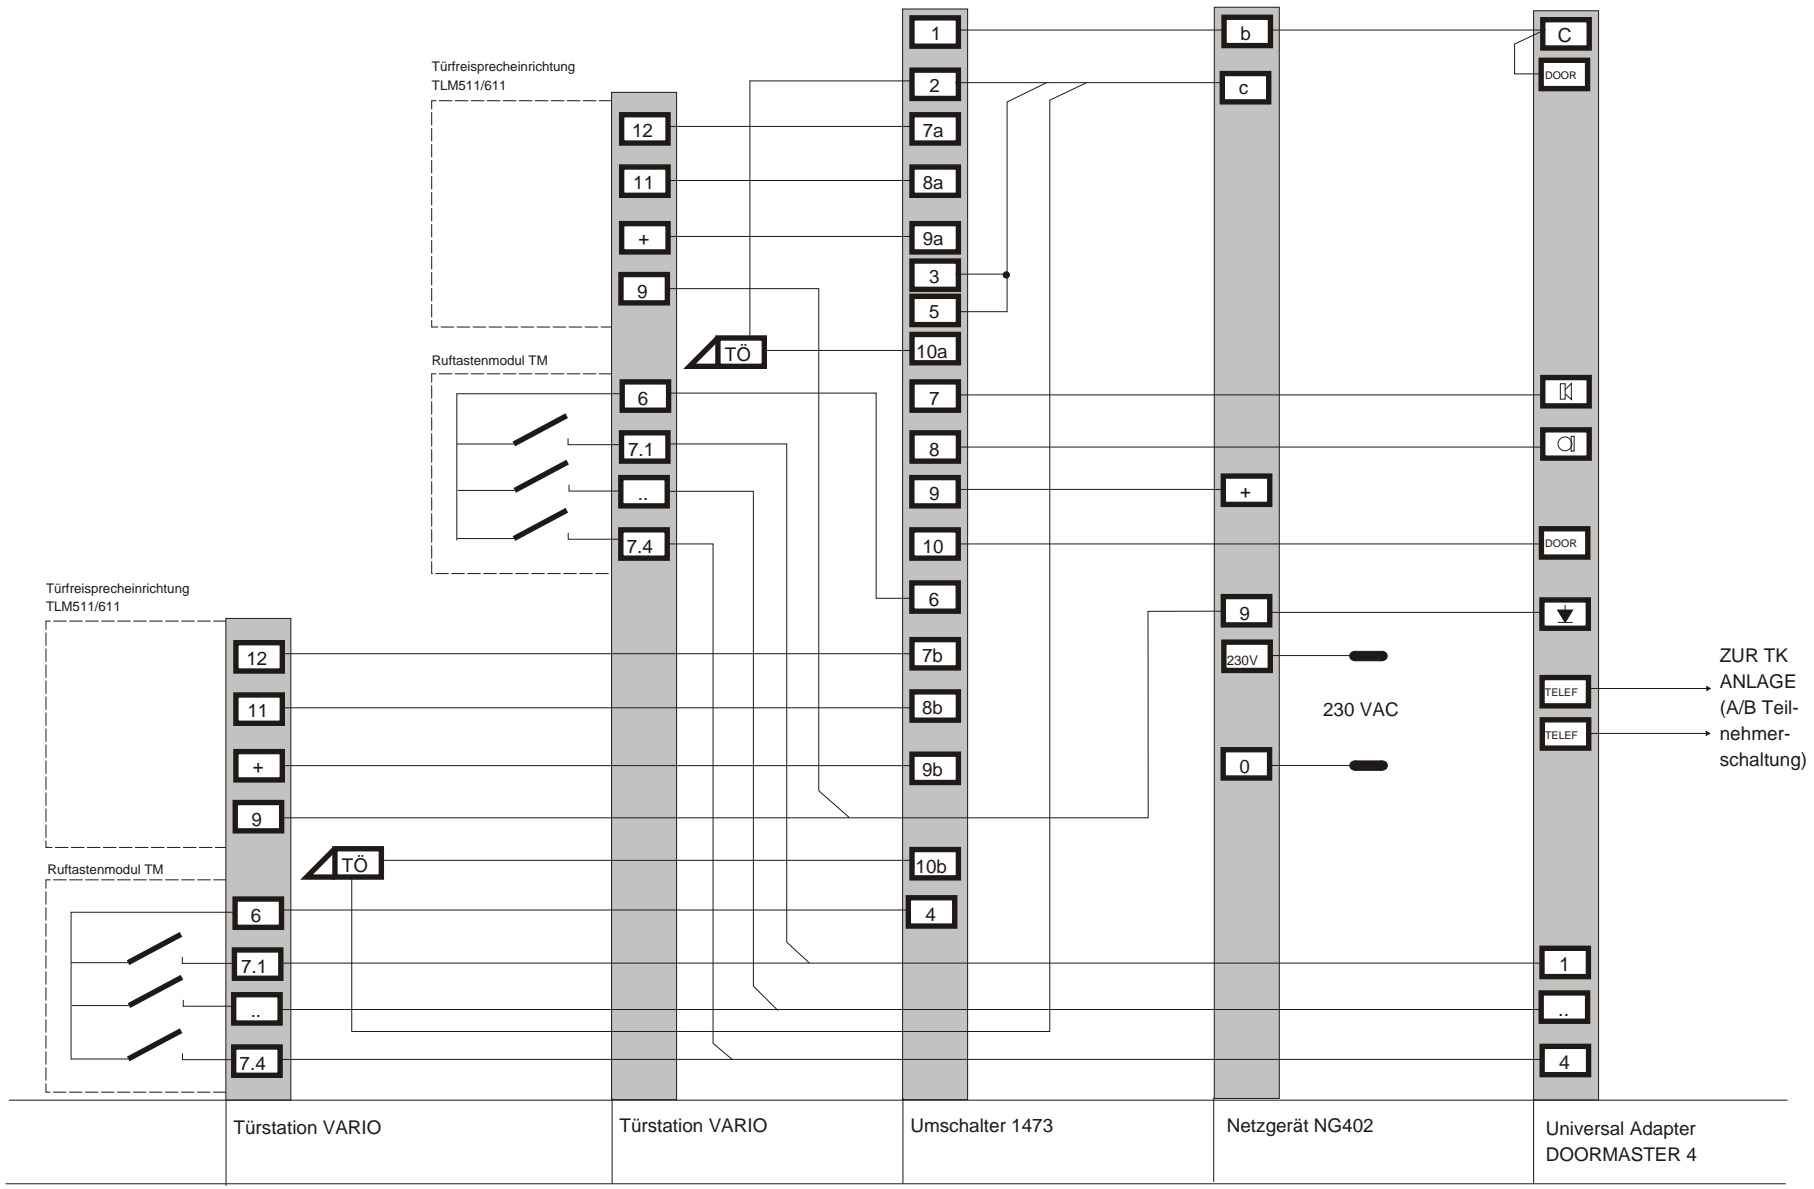 Türfreisprecheinrichtung
TLM511/611
12
11
+
9
TÖ
Ruftastenmodul TM
6
7.1
..
7.4
Türfreisprecheinrichtung
TLM511/611
12
11
+
9
TÖ
Ruftastenmodul TM
6
7.1
..
7.4
1
2
7a
8a
9a
3
5
10a
7
8
9
10
6
7b
8b
9b
10b
4
b
c
+
9
230V
230 VAC
0
C
DOOR
DOOR
TELEF
TELEF
1
..
4
ZUR TK
ANLAGE
(A/B Teil-
nehmer-
schaltung)
Türstation VARIO
Türstation VARIO
Umschalter 1473
Netzgerät NG402
Universal Adapter
DOORMASTER 4